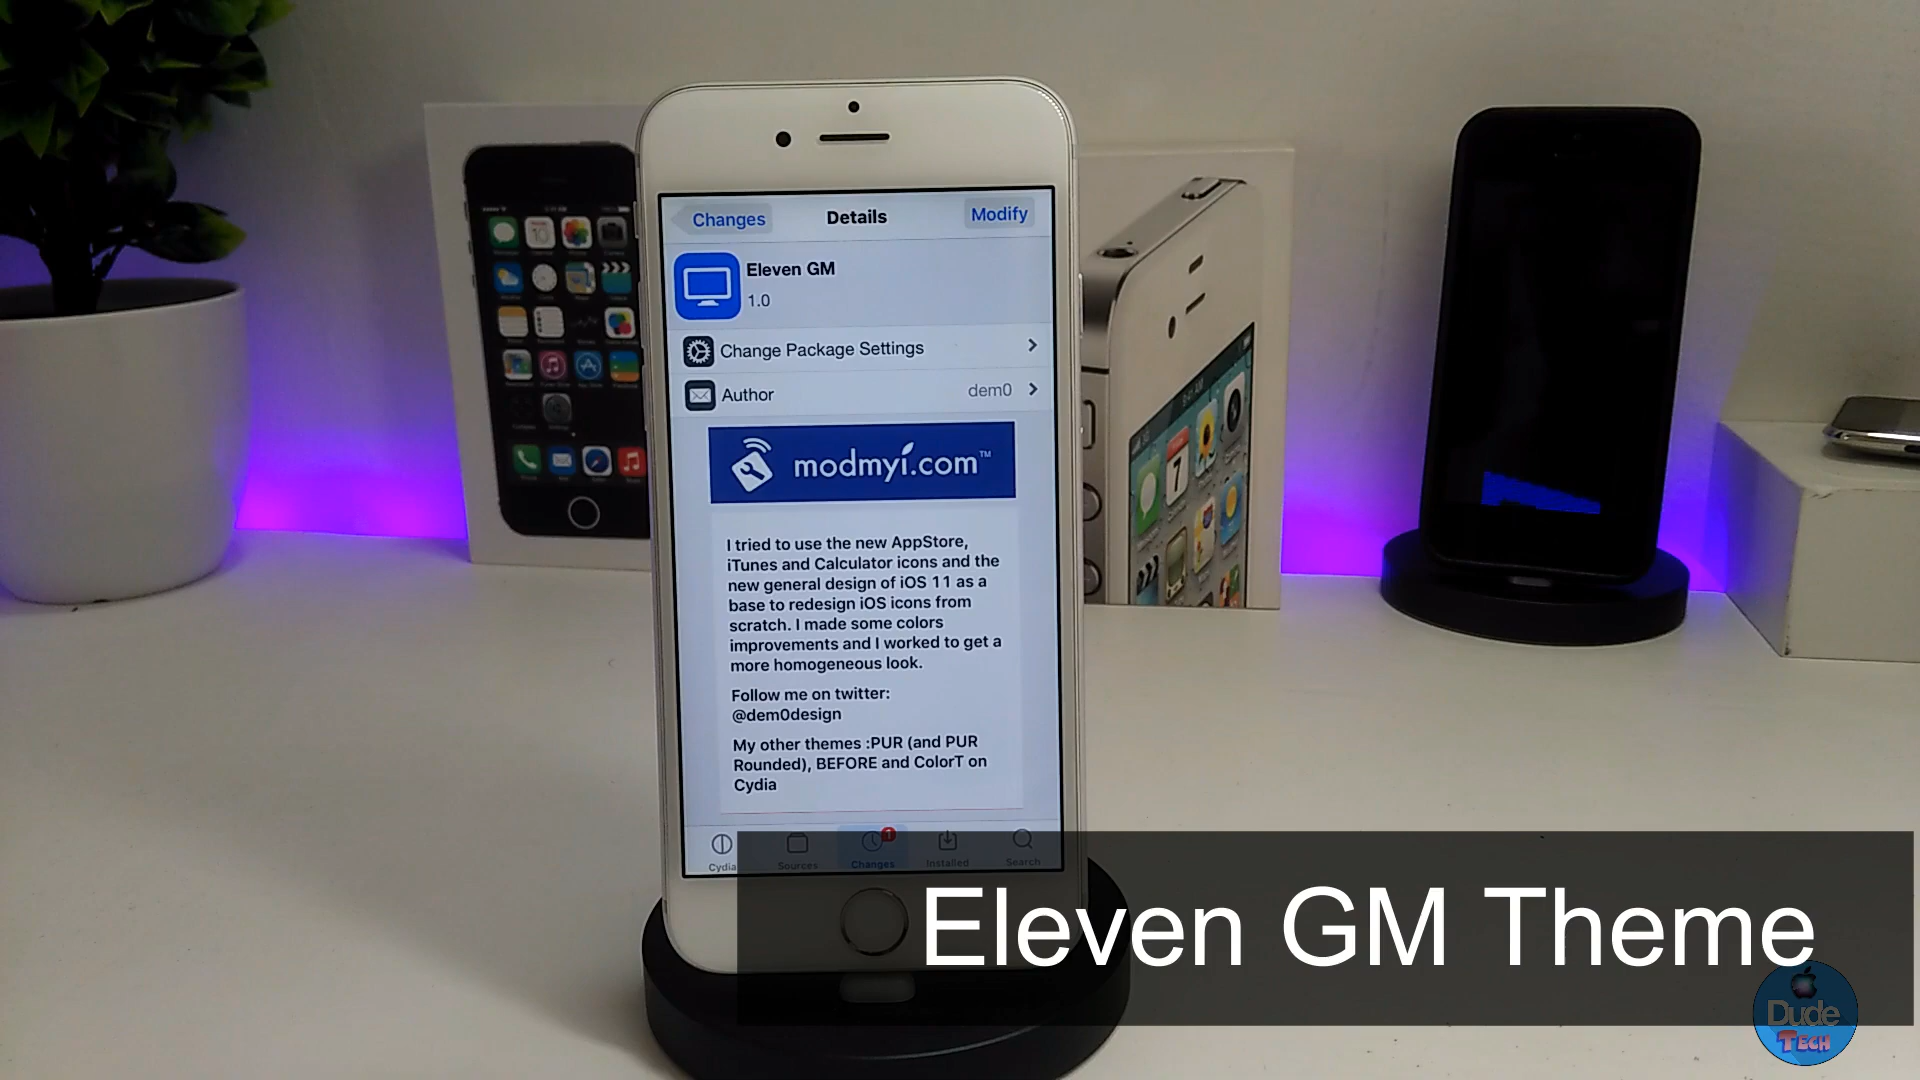 Changes
Details
Modify
Eleven GM
1.0
Change Package Settings
Author
dem0
modmyi.com™
I tried to use the new AppStore,
iTunes and Calculator icons and the
new general design of iOS 11 as a
base to redesign iOS icons from
scratch. I made some colors
improvements and I worked to get a
more homogeneous look.
Follow me on twitter:
@dem0design
My other themes :PUR (and PUR
Rounded), BEFORE and ColorT on
Cydia
1
Cydia
Sources
Changes
Installed
Search
10
7
Eleven GM Theme
Dude
TECH